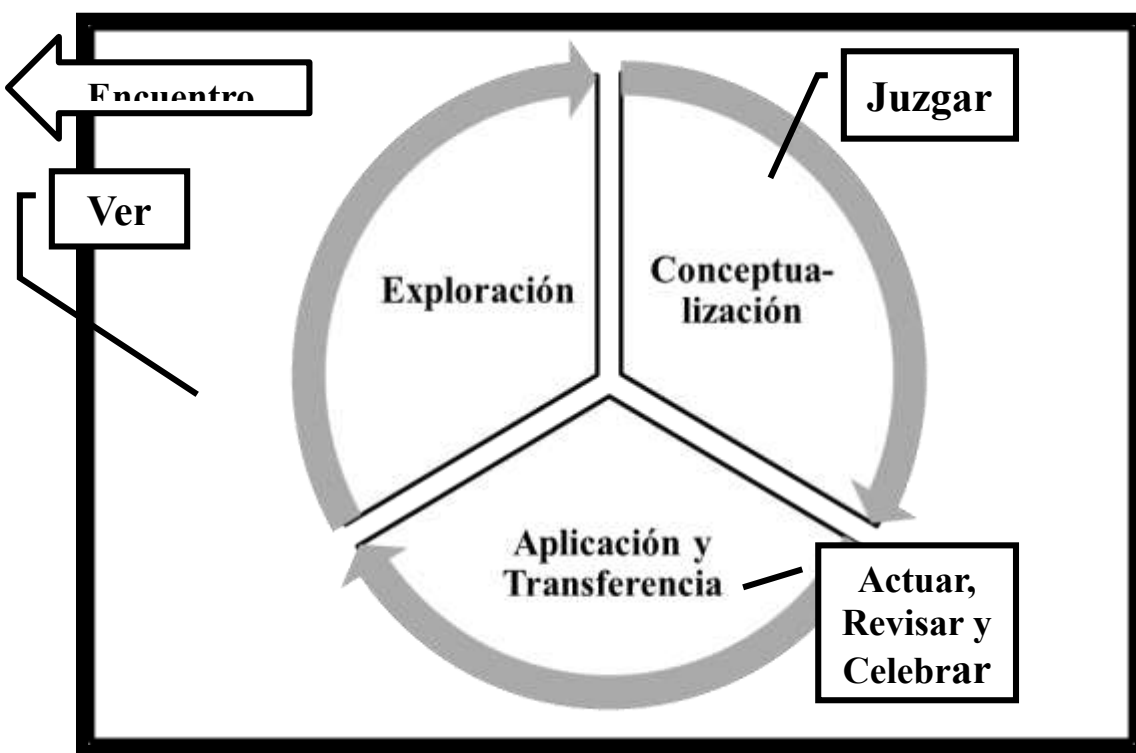 Encuentro
Juzgar
Ver
Exploración
Conceptua-
lización
Aplicación y
Transferencia
Actuar,
Revisar y
Celebrar